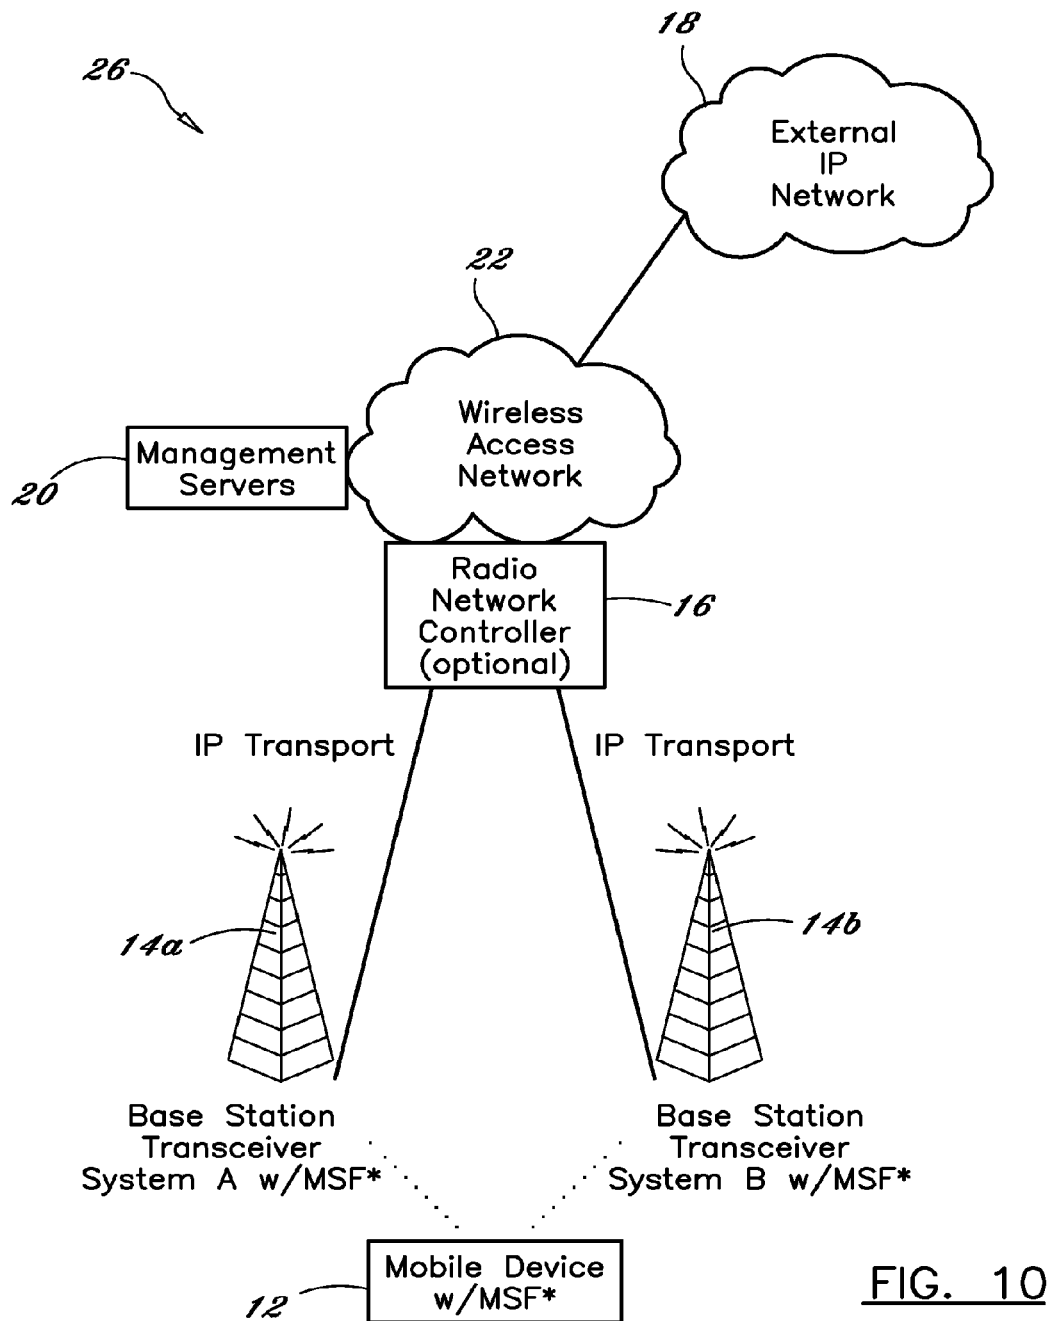 18
26
External
IP
Network
22
Wireless
Access
Network
Management
Servers
20
Radio
Network
Controller
(optional)
16
IP Transport
IP Transport
14a
14b
Base Station
Transceiver
System A w/MSF*
Base Station
Transceiver
System B w/MSF*
Mobile Device
w/MSF*
12
FIG. 10